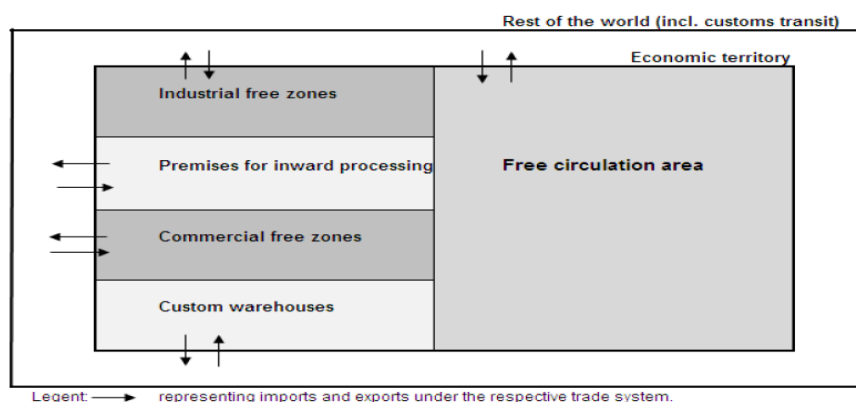 Rest of the world (incl. customs transit)
Economic territory
Industrial free zones
Premises for inward processing
Free circulation area
Commercial free zones
Custom warehouses
Legent: representing imports and exports under the respective trade system.